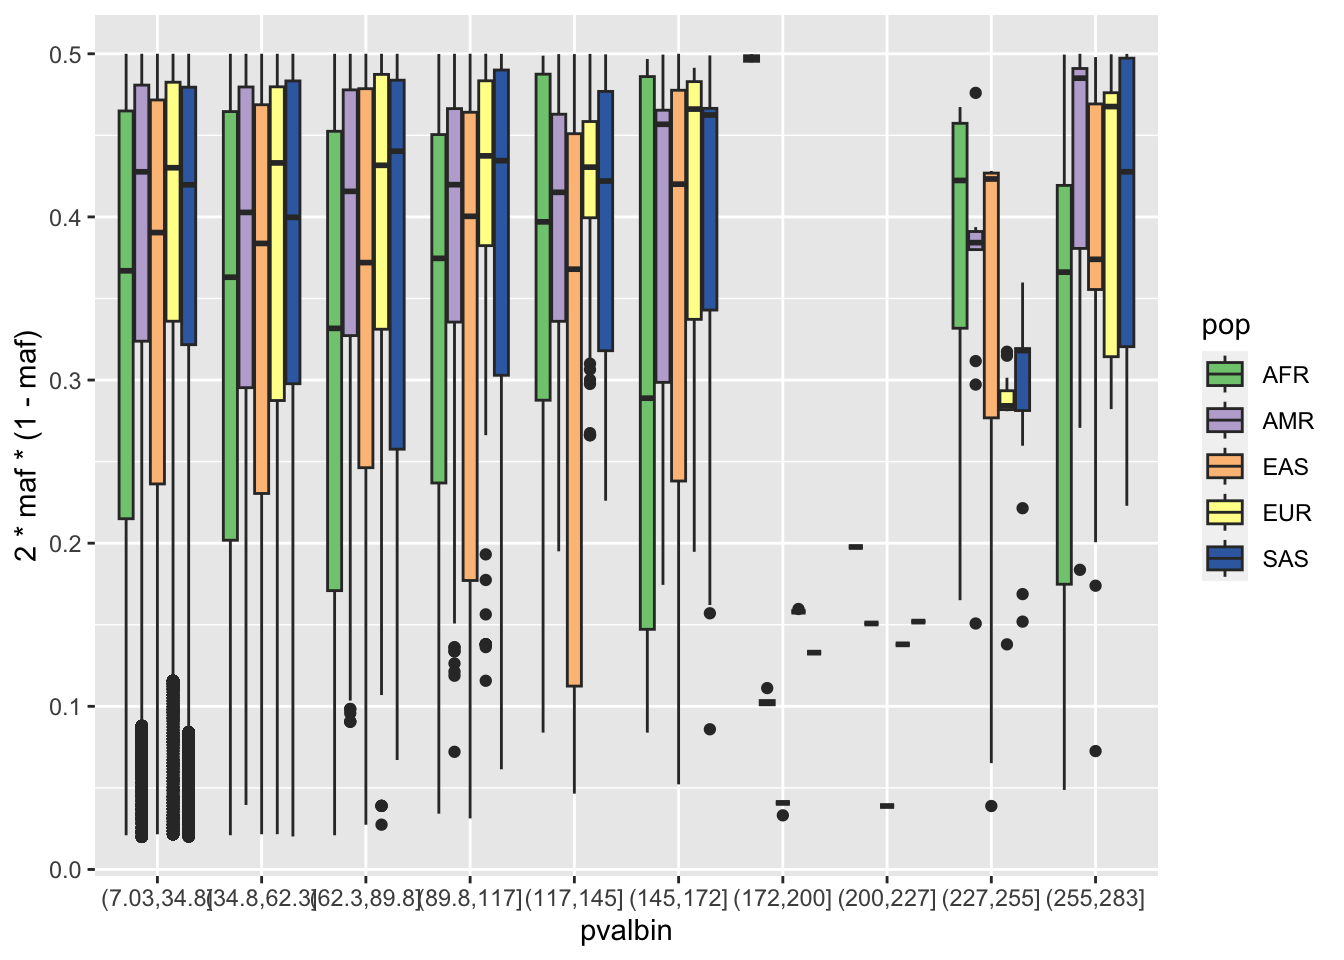 0.5
0.4
0.3
0.2
0.1
0.0
2 * maf * (1 - maf)
(7.03,34.8] (34.8,62.3] (62.3,89.8] (89.8,117] (117,145] (145,172] (172,200] (200,227] (227,255] (255,283]
pvalbin
pop
AFR
AMR
EAS
EUR
SAS